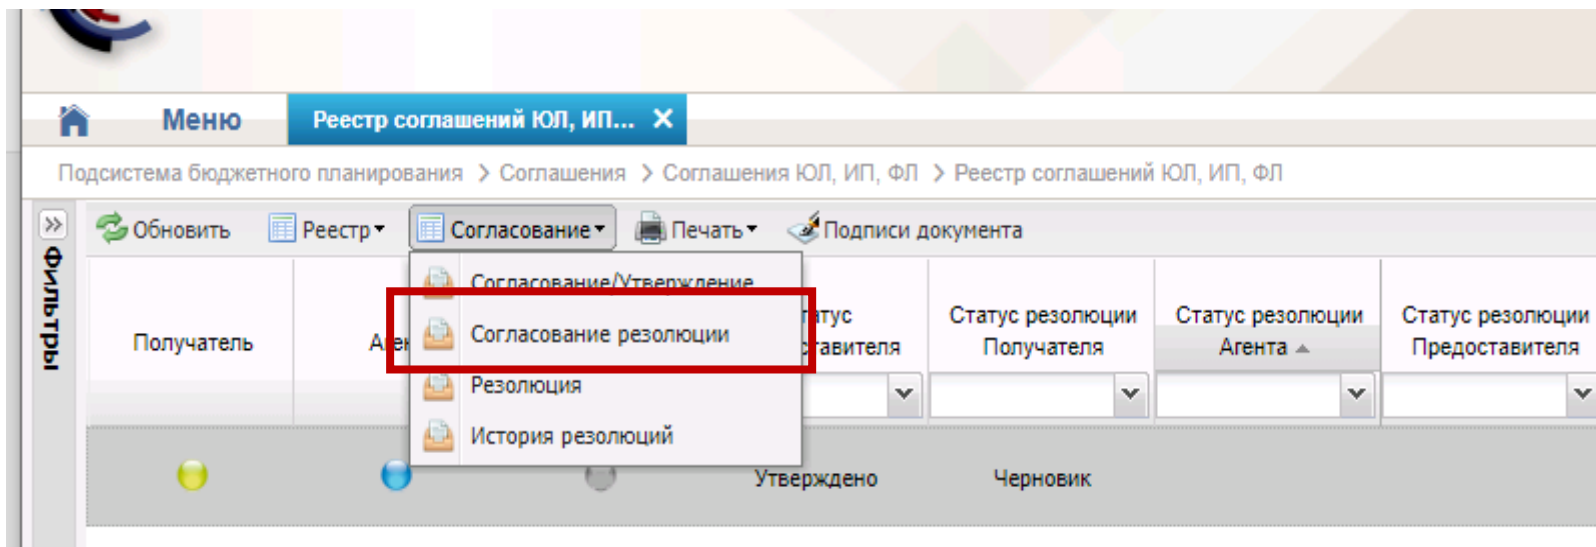 Меню
Реестр соглашений ЮЛ, ИП...
Подсистема бюджетного планирования > Соглашения > Соглашения ЮЛ, ИП, ФЛ > Реестр соглашений ЮЛ, ИП, ФЛ
Обновить Реестр Согласование Печать Подписи документа
Фильтры
Согласование/Утверждение
Согласование резолюции
Резолюция
История резолюций
Получатель
Статус резолюции
Получателя
Статус резолюции
Агента
Статус резолюции
Предоставителя
Утверждено Черновик